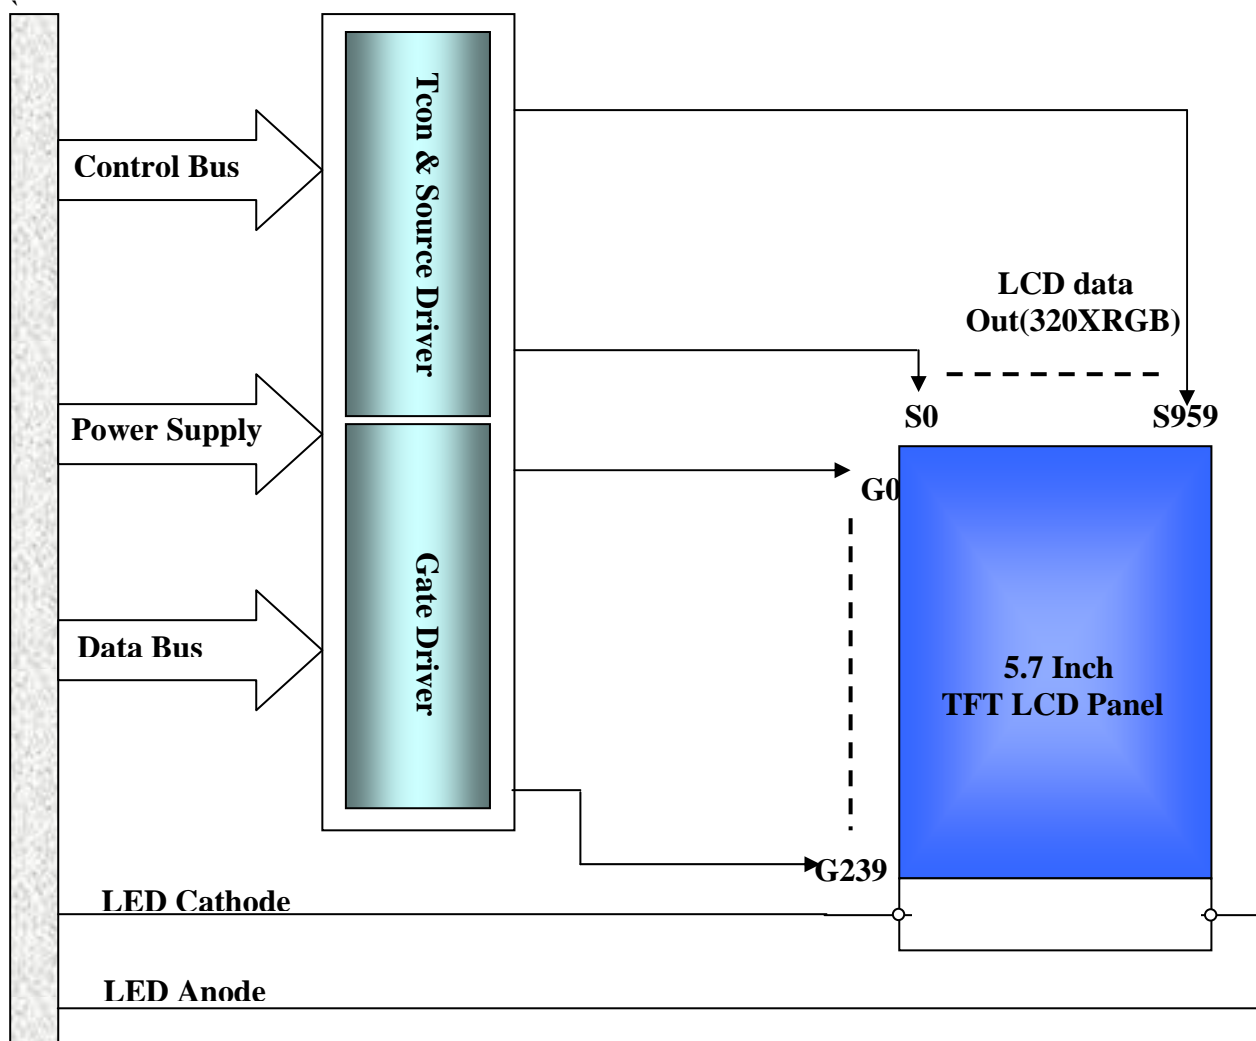 `
Tcon & Source Driver
Control Bus
LCD data
Out(320XRGB)
S0
S959
Power Supply
G0
Gate Driver
Data Bus
5.7 Inch
TFT LCD Panel
G239
LED Cathode
LED Anode